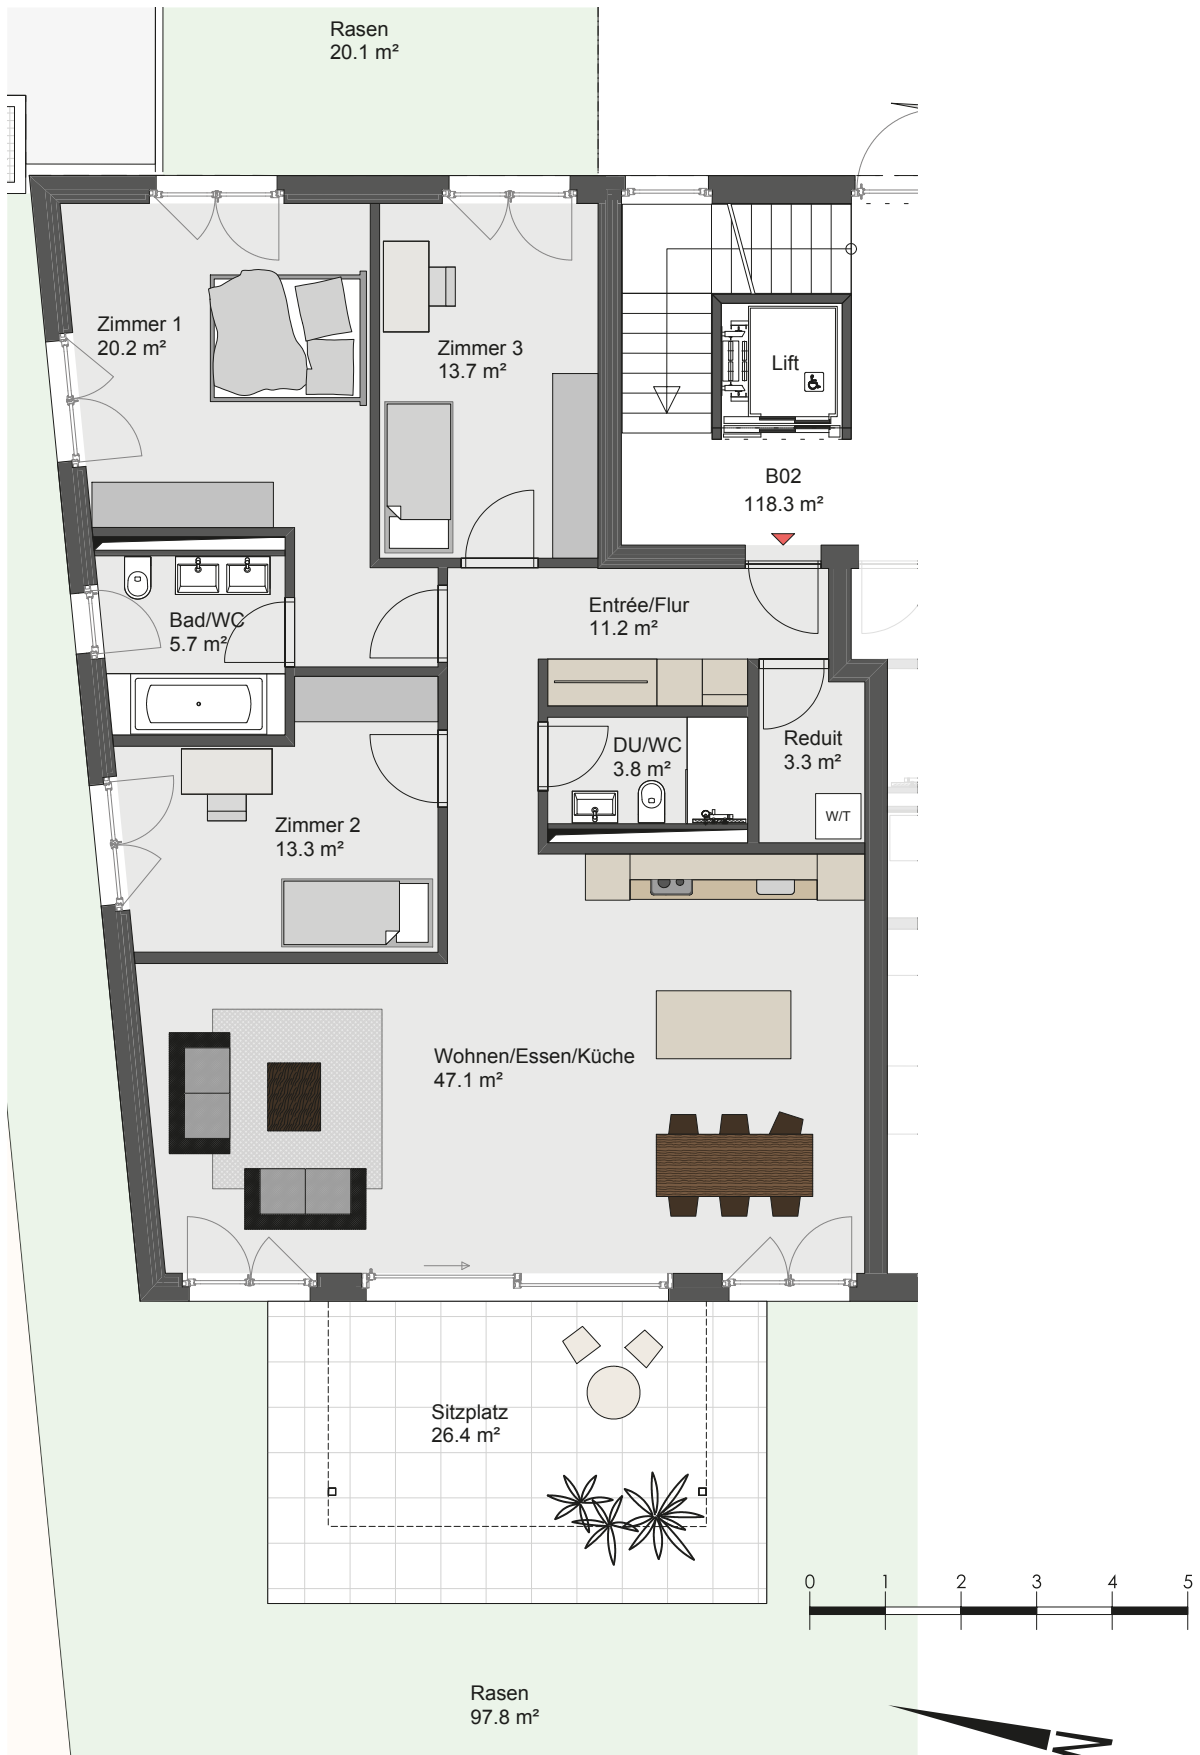 Rasen
20.1 m²
Zimmer 1
20.2 m²
Zimmer 3
13.7 m²
Lift
B02
118.3 m²
Entrée/Flur
11.2 m²
Bad/WC
5.7 m²
DU/WC
3.8 m²
Reduit
3.3 m²
W/T
Zimmer 2
13.3 m²
Wohnen/Essen/Küche
47.1 m²
Sitzplatz
26.4 m²
0 1 2 3 4 5
Rasen
97.8 m²
N